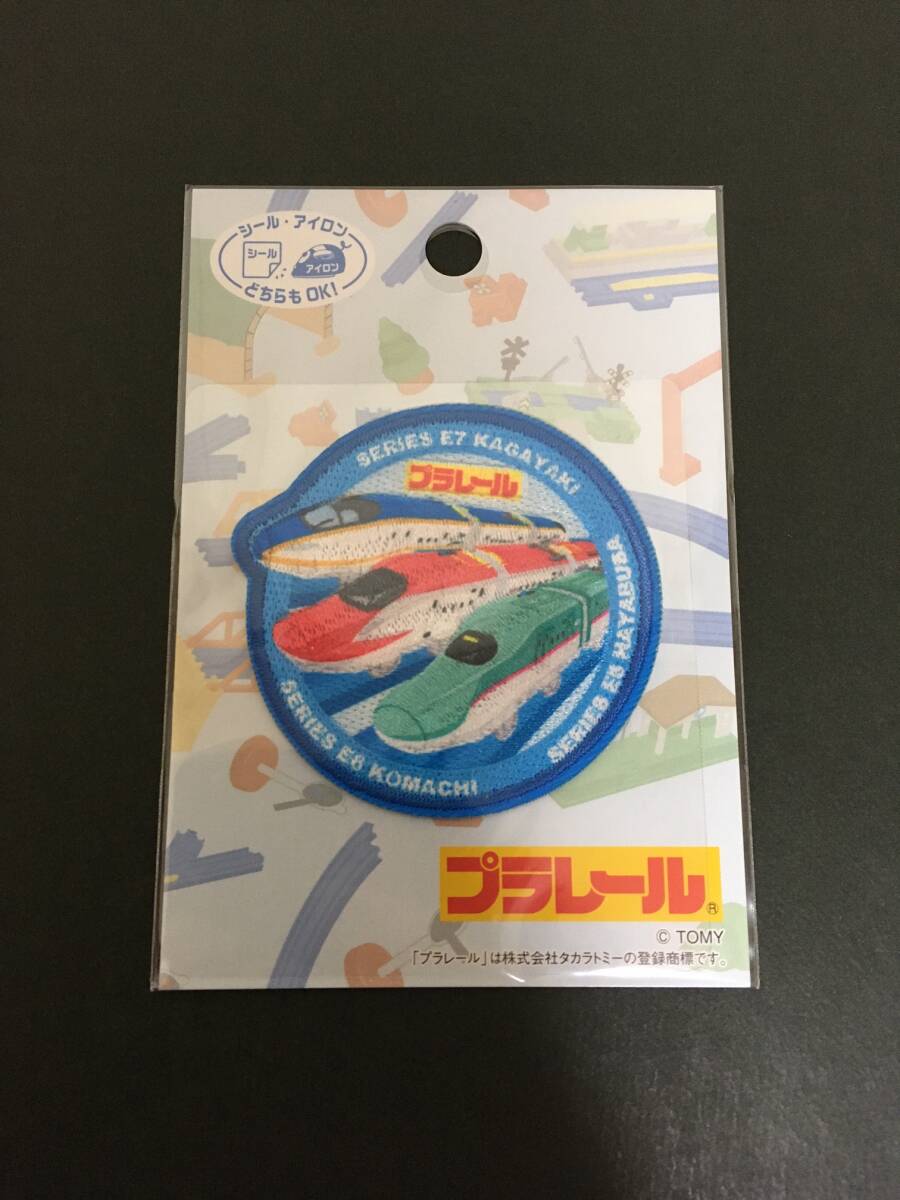 シール・アイロン
シール
アイロン
どちらもOK!
SERIES E7 KAGAYAKI
プラレール
SERIES E5 HAYABUSA
SERIES E6 KOMACHI
プラレール®
© TOMY
「プラレール」は株式会社タカラトミーの登録商標です。